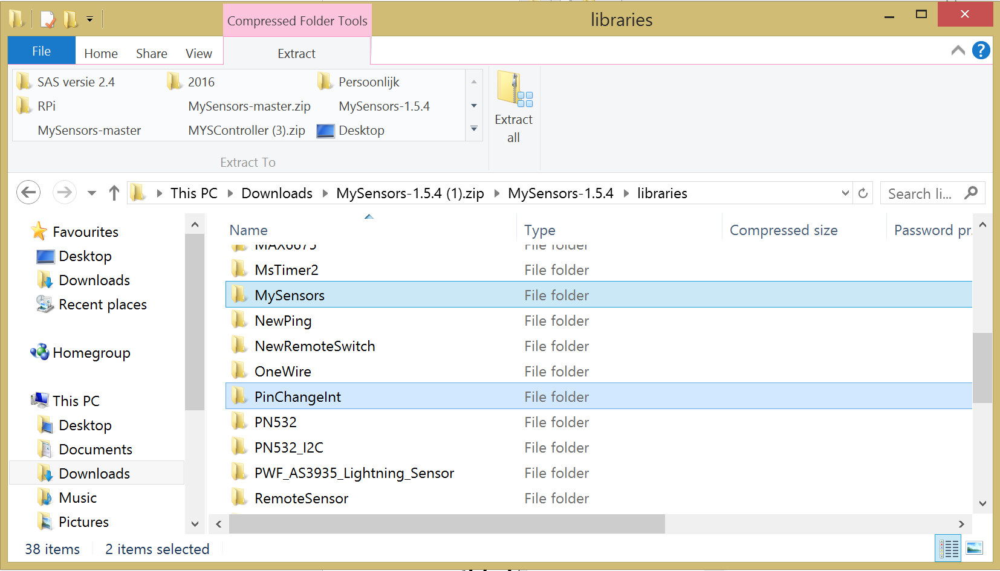 Compressed Folder Tools
libraries
File Home Share View Extract
SAS versie 2.4 2016 Persoonlijk
RPi MySensors-master.zip MySensors-1.5.4
MySensors-master MYSController (3).zip Desktop
Extract all
Extract To
This PC Downloads MySensors-1.5.4 (1).zip MySensors-1.5.4 libraries Search li...
Favourites
Desktop
Downloads
Recent places
Homegroup
This PC
Desktop
Documents
Downloads
Music
Pictures
Name Type Compressed size Password pr.
MAX6675 File folder
MsTimer2 File folder
MySensors File folder
NewPing File folder
NewRemoteSwitch File folder
OneWire File folder
PinChangeInt File folder
PN532 File folder
PN532_I2C File folder
PWF_AS3935_Lightning_Sensor File folder
RemoteSensor File folder
38 items 2 items selected